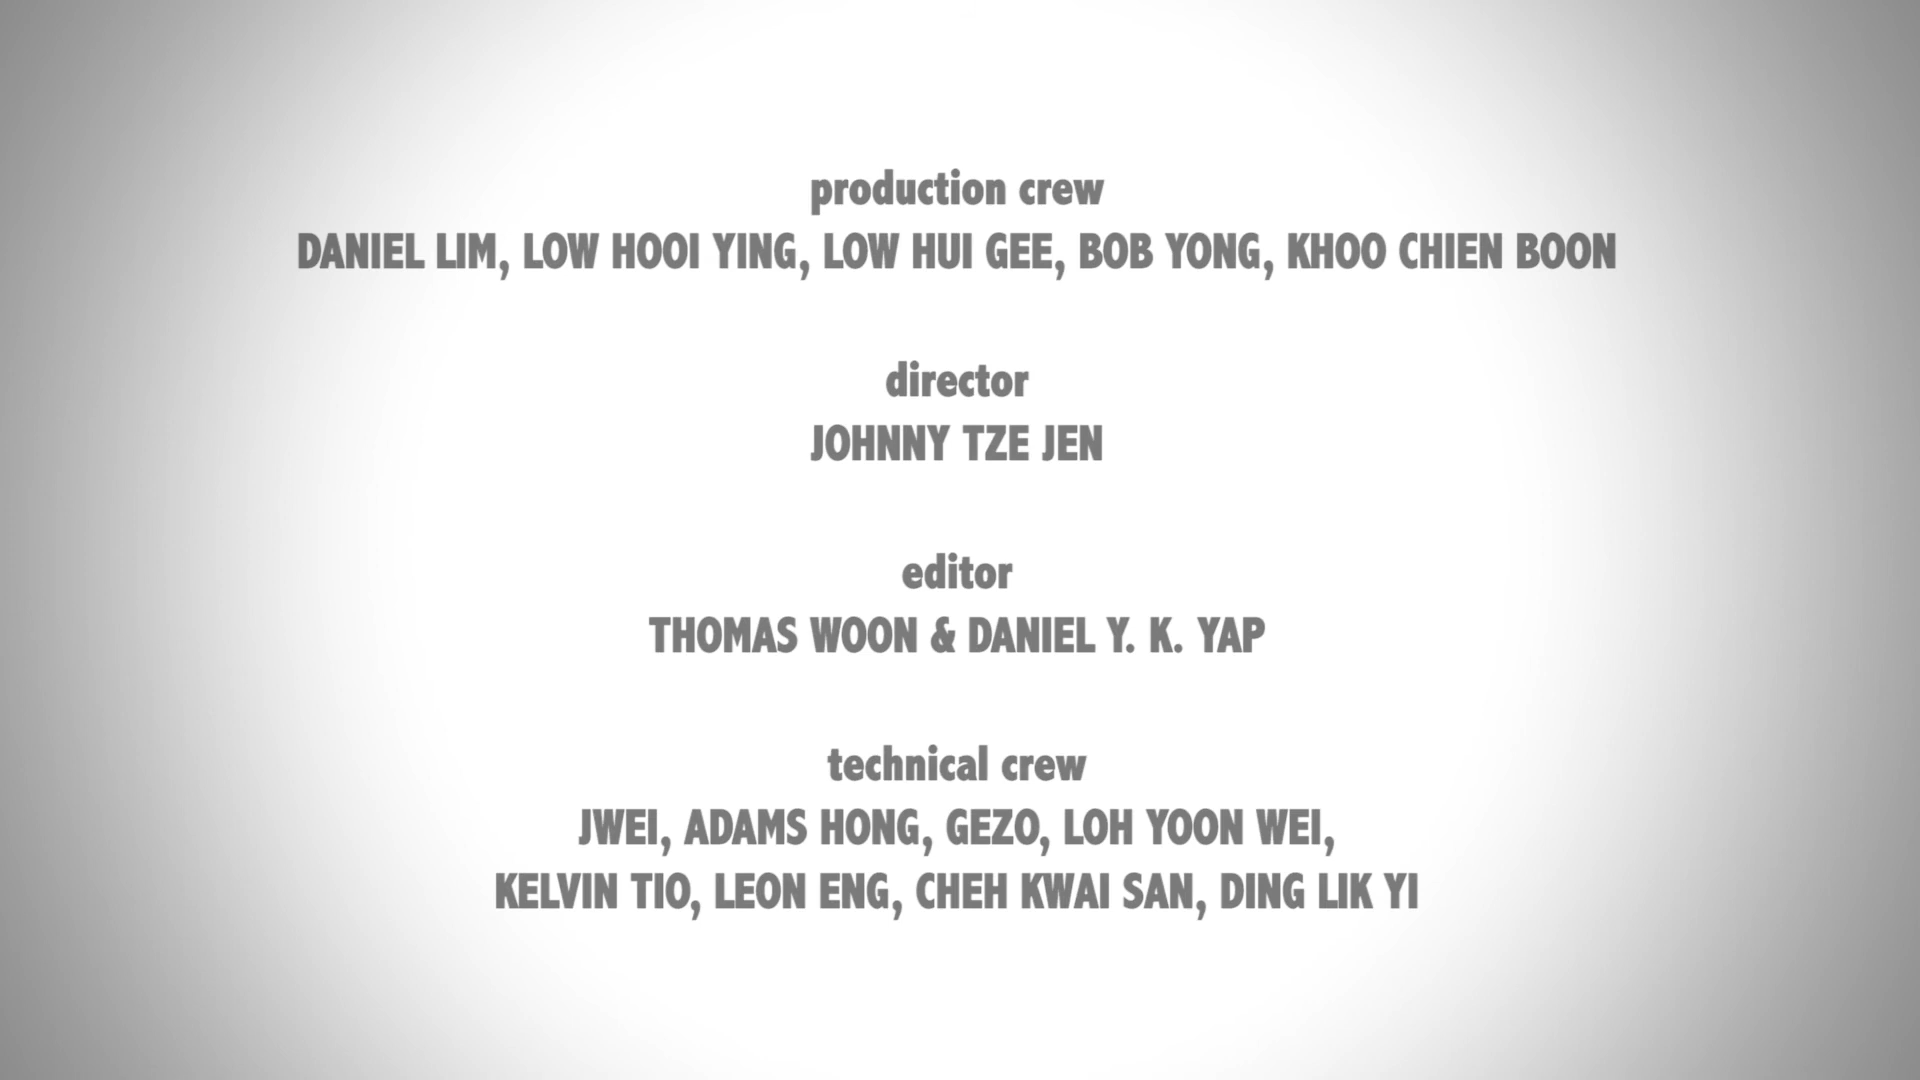 production crew
DANIEL LIM, LOW HOOI YING, LOW HUI GEE, BOB YONG, KHOO CHIEN BOON
director
JOHNNY TZE JEN
editor
THOMAS WOON & DANIEL Y. K. YAP
technical crew
JWEI, ADAMS HONG, GEZO, LOH YOON WEI,
KELVIN TIO, LEON ENG, CHEH KWAI SAN, DING LIK YI